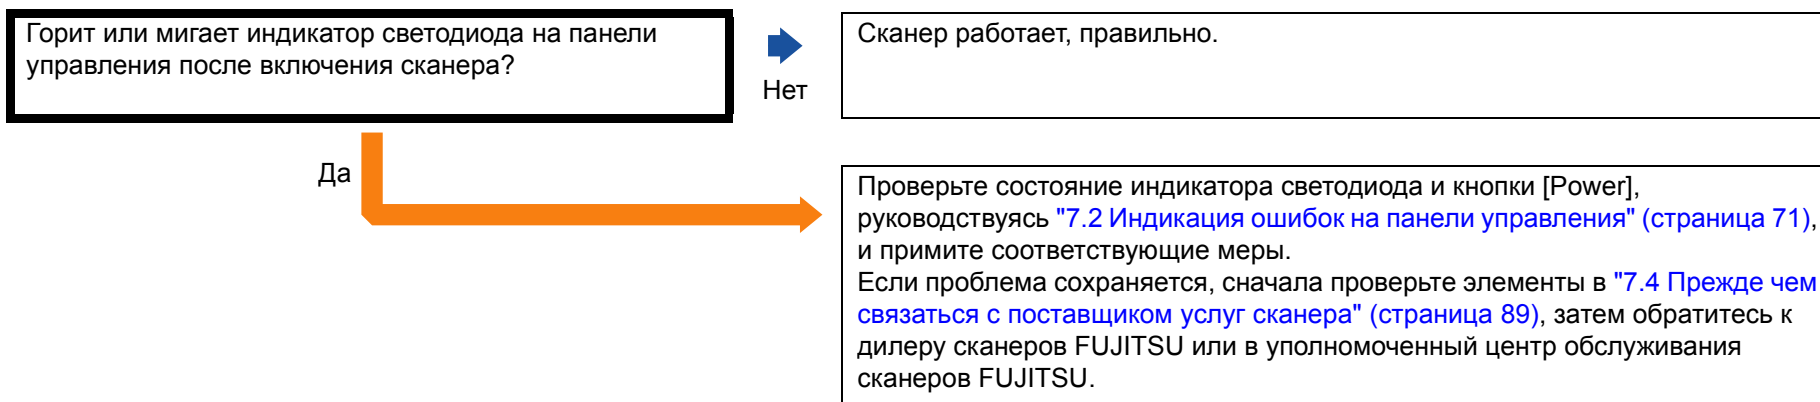 Горит или мигает индикатор светодиода на панели
управления после включения сканера?
Нет
Сканер работает, правильно.
Да
Проверьте состояние индикатора светодиода и кнопки [Power],
руководствуясь "7.2 Индикация ошибок на панели управления" (страница 71),
и примите соответствующие меры.
Если проблема сохраняется, сначала проверьте элементы в "7.4 Прежде чем
связаться с поставщиком услуг сканера" (страница 89), затем обратитесь к
дилеру сканеров FUJITSU или в уполномоченный центр обслуживания
сканеров FUJITSU.